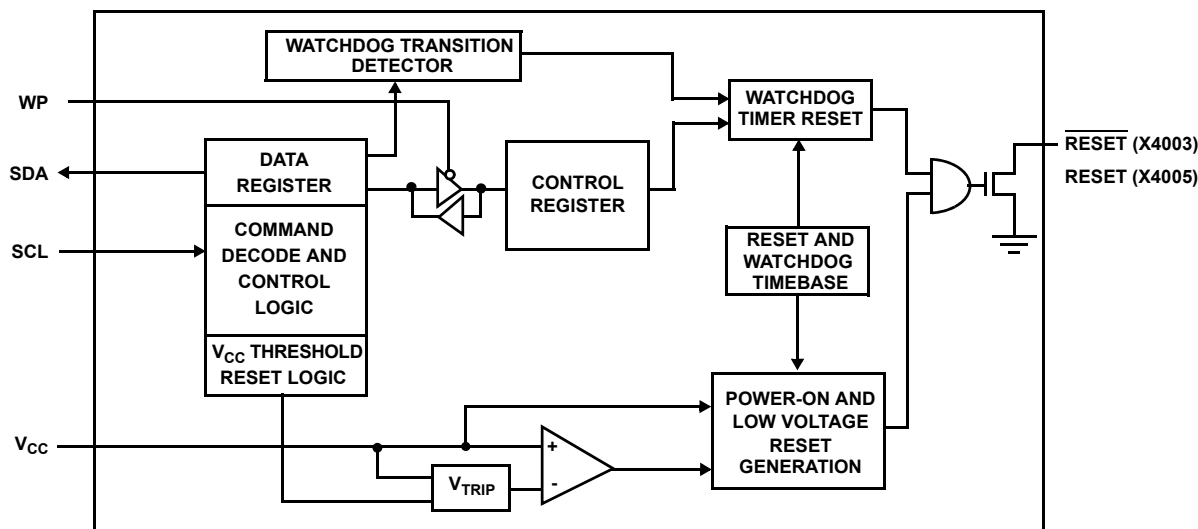 WATCHDOG TRANSITION
DETECTOR
WP
WATCHDOG
TIMER RESET
SDA
DATA
REGISTER
CONTROL
REGISTER
RESET (X4003)
RESET (X4005)
SCL
COMMAND
DECODE AND
CONTROL
LOGIC
RESET AND
WATCHDOG
TIMEBASE
VCC THRESHOLD
RESET LOGIC
POWER-ON AND
LOW VOLTAGE
RESET
GENERATION
VCC
+
-
VTRIP